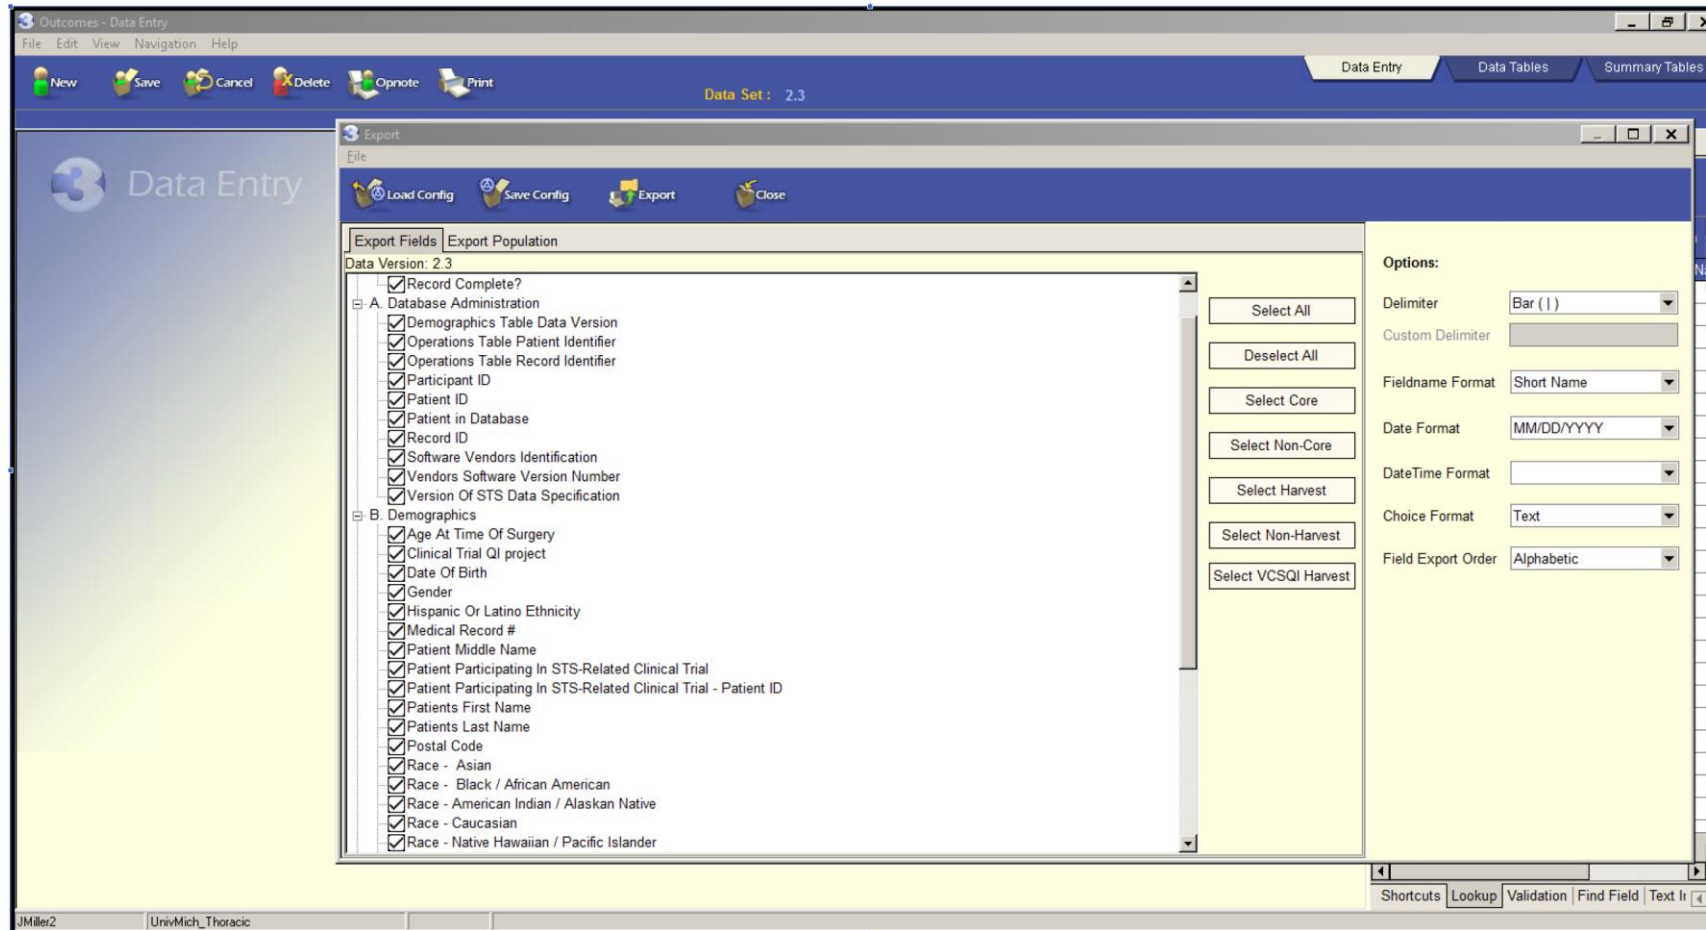 3 Outcomes - Data Entry
File Edit View Navigation Help
New Save Cancel Delete Opnote Print
Data Set : 2.3
Data Entry Data Tables Summary Tables
3 Data Entry
3 Export
File
Load Config Save Config Export Close
Export Fields Export Population
Data Version: 2.3
Record Complete?
A. Database Administration
Demographics Table Data Version
Operations Table Patient Identifier
Operations Table Record Identifier
Participant ID
Patient ID
Patient in Database
Record ID
Software Vendors Identification
Vendors Software Version Number
Version Of STS Data Specification
B. Demographics
Age At Time Of Surgery
Clinical Trial QI project
Date Of Birth
Gender
Hispanic Or Latino Ethnicity
Medical Record #
Patient Middle Name
Patient Participating In STS-Related Clinical Trial
Patient Participating In STS-Related Clinical Trial - Patient ID
Patients First Name
Patients Last Name
Postal Code
Race - Asian
Race - Black / African American
Race - American Indian / Alaskan Native
Race - Caucasian
Race - Native Hawaiian / Pacific Islander
Select All
Deselect All
Select Core
Select Non-Core
Select Harvest
Select Non-Harvest
Select VCSQI Harvest
Options:
Delimiter Bar ( | )
Custom Delimiter
Fieldname Format Short Name
Date Format MM/DD/YYYY
DateTime Format
Choice Format Text
Field Export Order Alphabetic
Shortcuts Lookup Validation Find Field Text
JMiller2 UnivMich_Thoracic